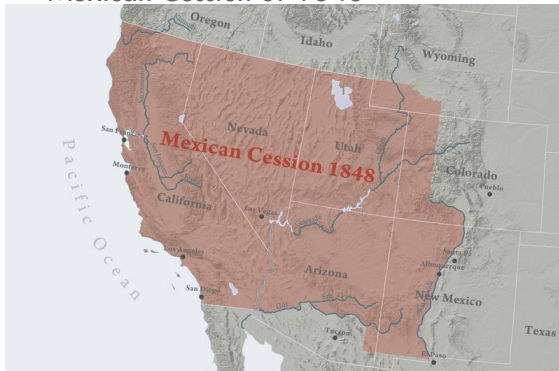 Mexican Cession of 1848
Oregon
Idaho
Wyoming
Nevada
Utah
Mexican Cession 1848
San Francisco
Monterey
Pacific Ocean
California
Las Vegas
Colorado
Pueblo
Los Angeles
Arizona
Santa Fe
Albuquerque
San Diego
New Mexico
Tucson
El Paso
Texas